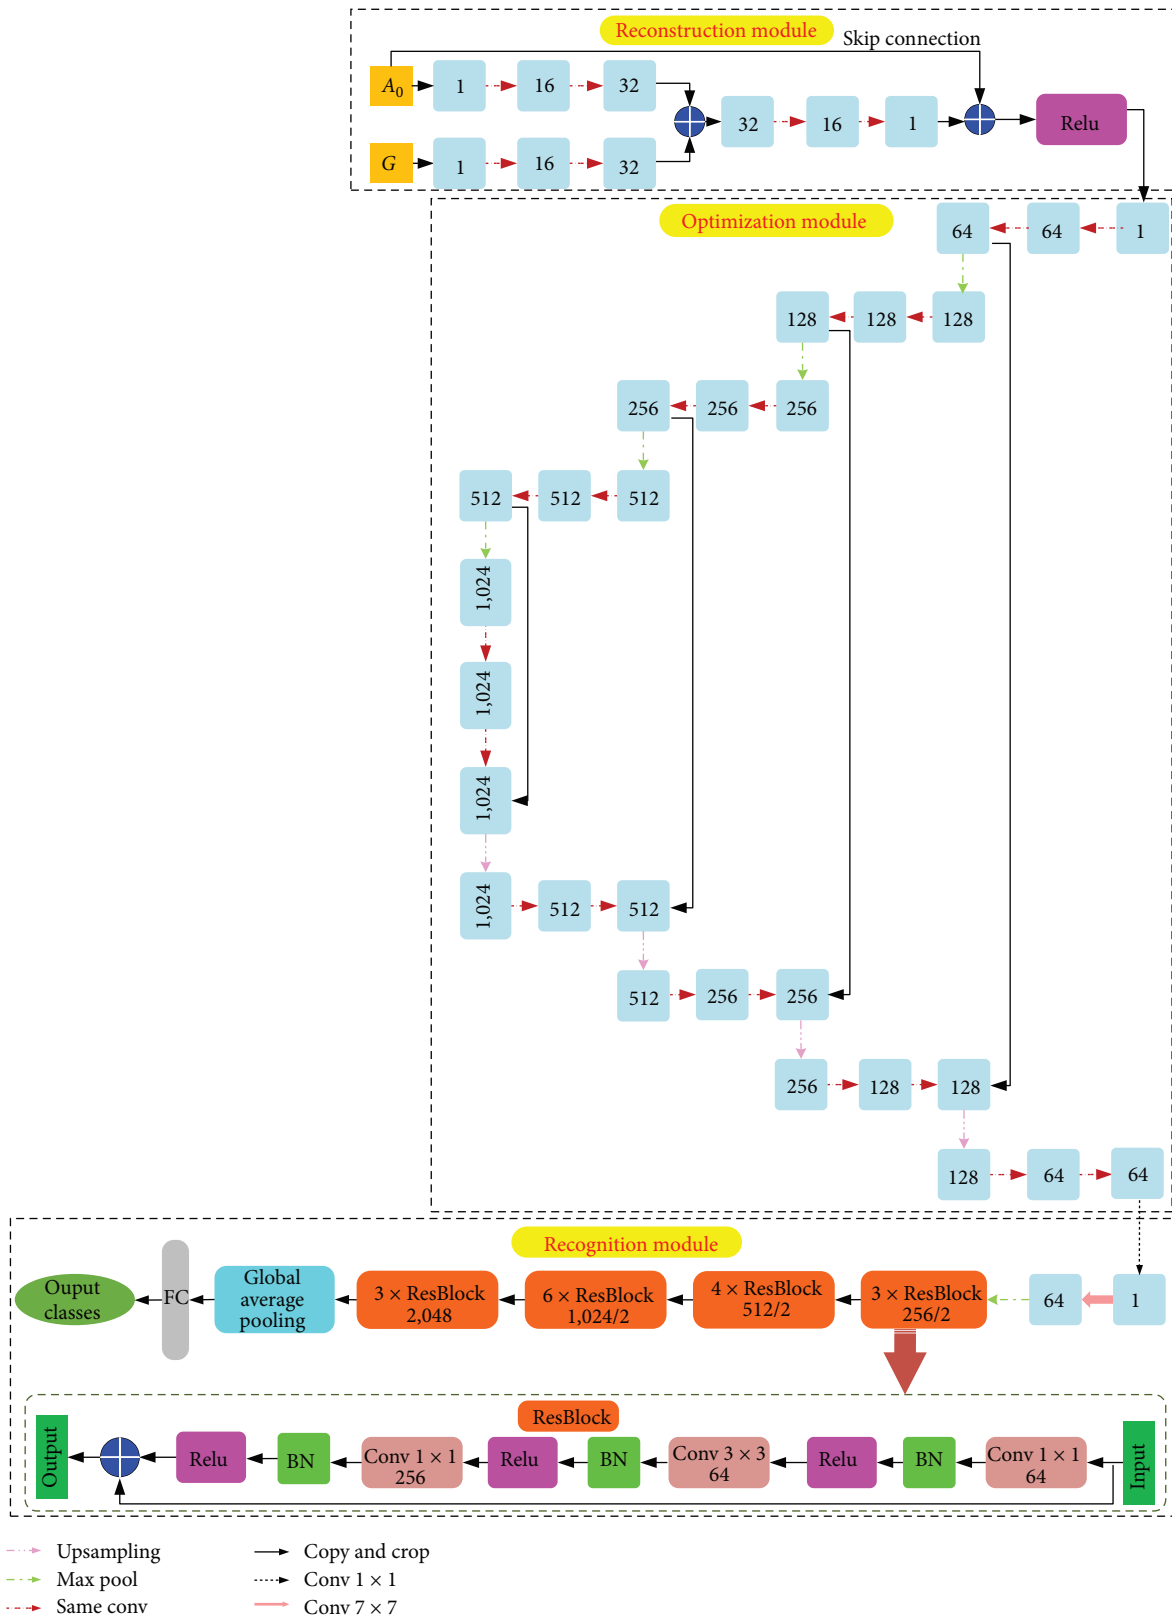 Reconstruction module
Skip connection
A0
1
16
32
32
16
1
Relu
G
1
16
32
Optimization module
64
64
1
128
128
128
256
256
256
512
512
512
1,024
1,024
1,024
1,024
512
512
512
256
256
256
128
128
128
64
64
Recognition module
Ouput
classes
FC
Global
average
pooling
3 × ResBlock
2,048
6 × ResBlock
1,024/2
4 × ResBlock
512/2
3 × ResBlock
256/2
64
1
ResBlock
Output
Relu
BN
Conv 1 × 1
256
Relu
BN
Conv 3 × 3
64
Relu
BN
Conv 1 × 1
64
Input
Upsampling
Max pool
Same conv
Copy and crop
Conv 1 × 1
Conv 7 × 7